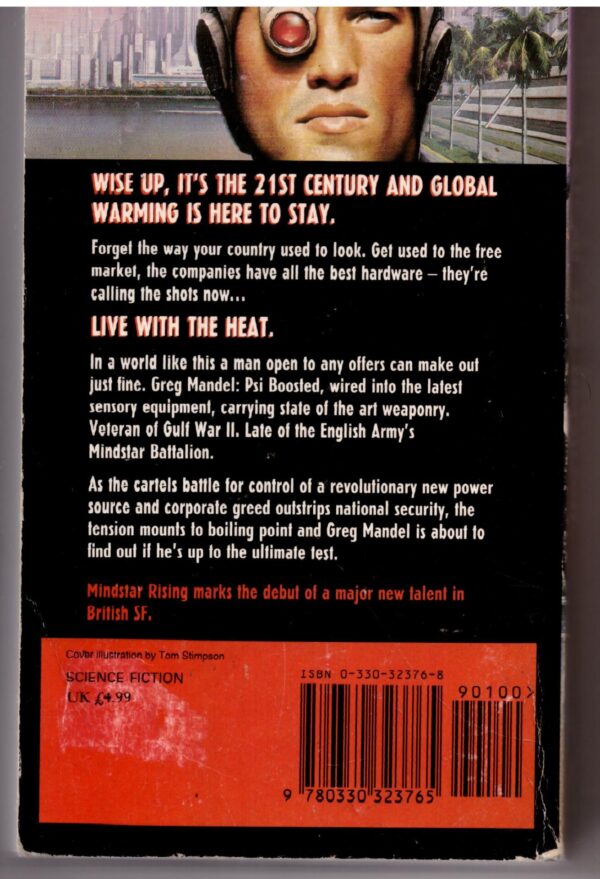 WISE UP, IT'S THE 21ST CENTURY AND GLOBAL
WARMING IS HERE TO STAY.
Forget the way your country used to look. Get used to the free
market, the companies have all the best hardware – they're
calling the shots now...
LIVE WITH THE HEAT.
In a world like this a man open to any offers can make out
just fine. Greg Mandel: Psi Boosted, wired into the latest
sensory equipment, carrying state of the art weaponry.
Veteran of Gulf War II. Late of the English Army's
Mindstar Battalion.
As the cartels battle for control of a revolutionary new power
source and corporate greed outstrips national security, the
tension mounts to boiling point and Greg Mandel is about to
find out if he's up to the ultimate test.
Mindstar Rising marks the debut of a major new talent in
British SF.
Cover illustration by Tom Stimpson
SCIENCE FICTION
UK £4.99
ISBN 0-330-32376-8
90100>
9 780330 323765